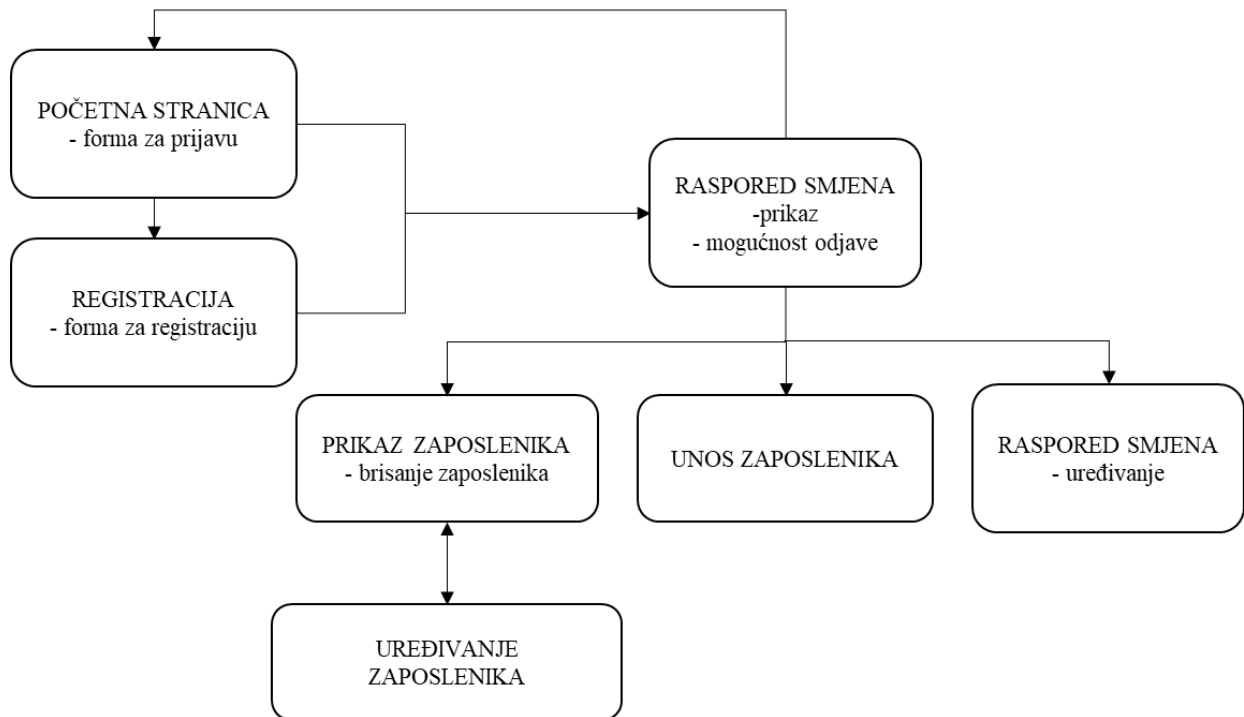 POČETNA STRANICA
- forma za prijavu
RASPORED SMJENA
-prikaz
- mogućnost odjave
REGISTRACIJA
- forma za registraciju
PRIKAZ ZAPOSLENIKA
- brisanje zaposlenika
UNOS ZAPOSLENIKA
RASPORED SMJENA
- uređivanje
UREĐIVANJE
ZAPOSLENIKA